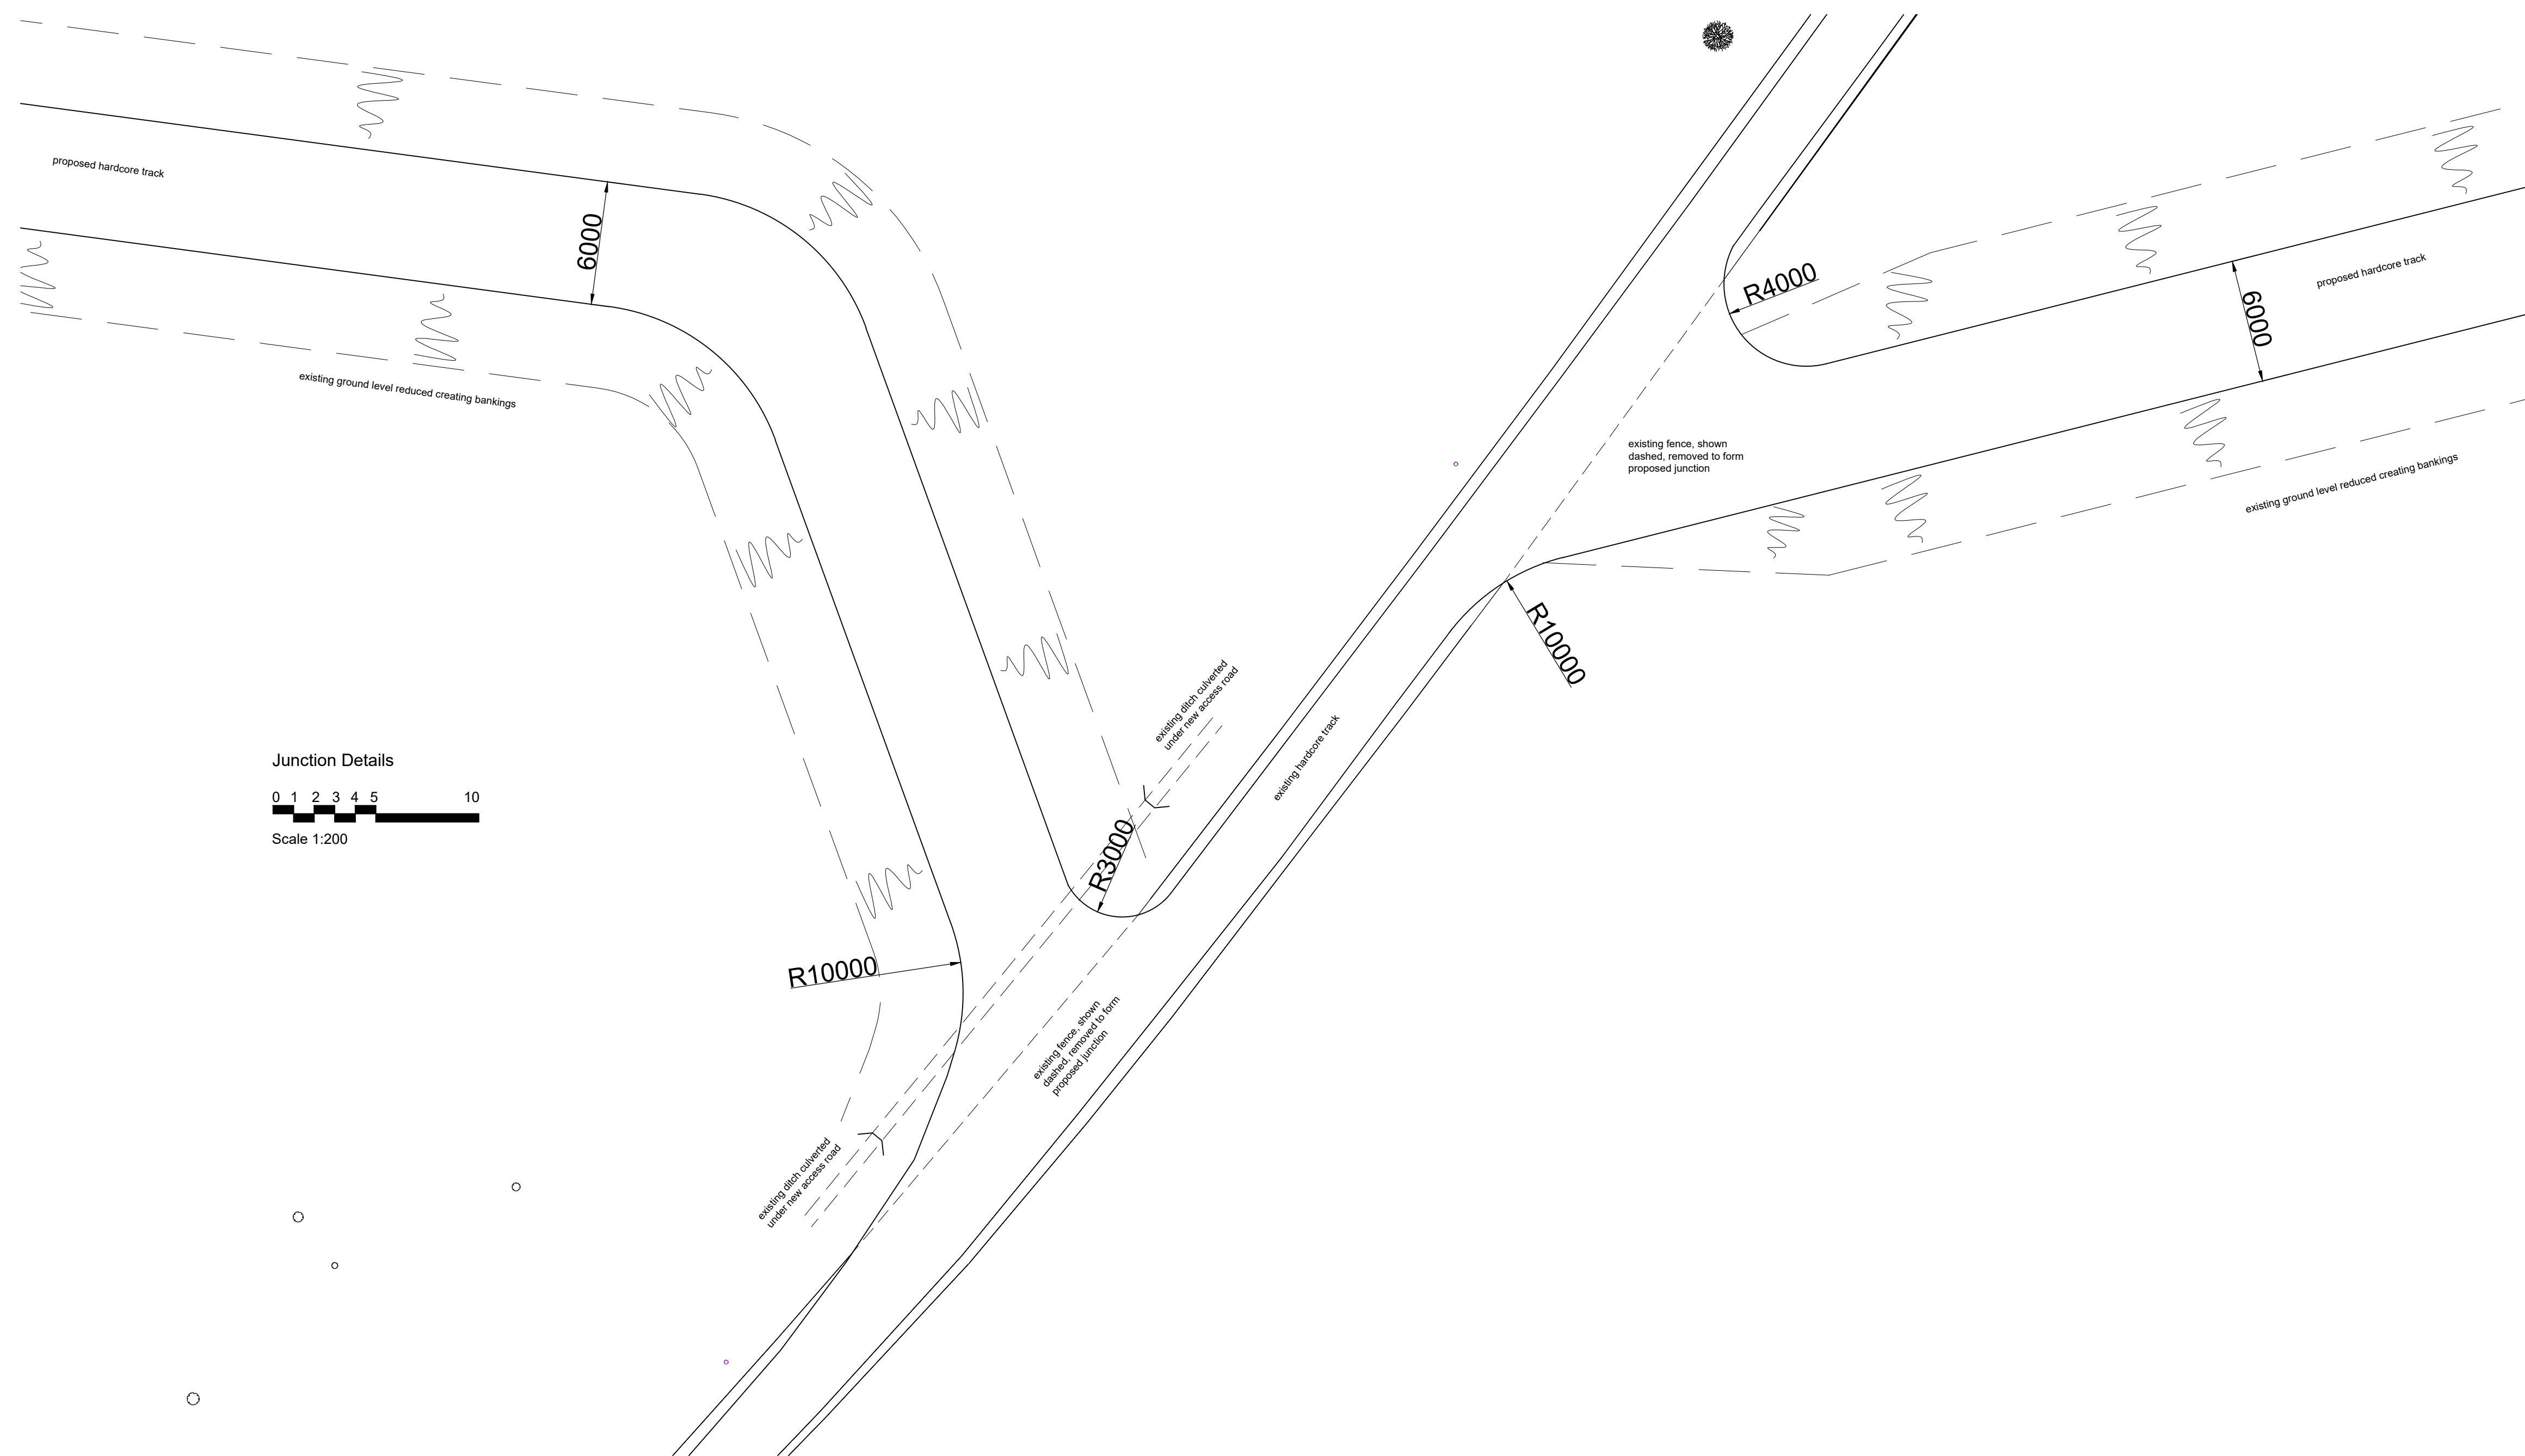 proposed hardcore track
6000
existing ground level reduced creating bankings
R4000
proposed hardcore track
6000
existing fence, shown
dashed, removed to form
proposed junction
existing ground level reduced creating bankings
R10000
existing ditch culverted
under new access road
existing hardcore track
Junction Details
0 1 2 3 4 5 10
Scale 1:200
R3000
R10000
existing fence, shown
dashed, removed to form
proposed junction
existing ditch culverted
under new access road